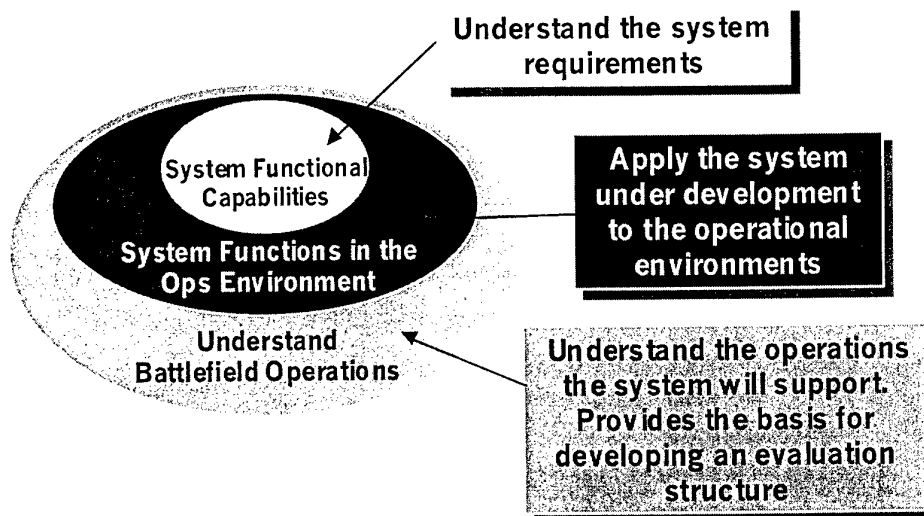 Understand the system
requirements
System Functional
Capabilities
Apply the system
under development
to the operational
environments
System Functions in the
Ops Environment
Understand
Battlefield Operations
Understand the operations
the system will support.
Provides the basis for
developing an evaluation
structure